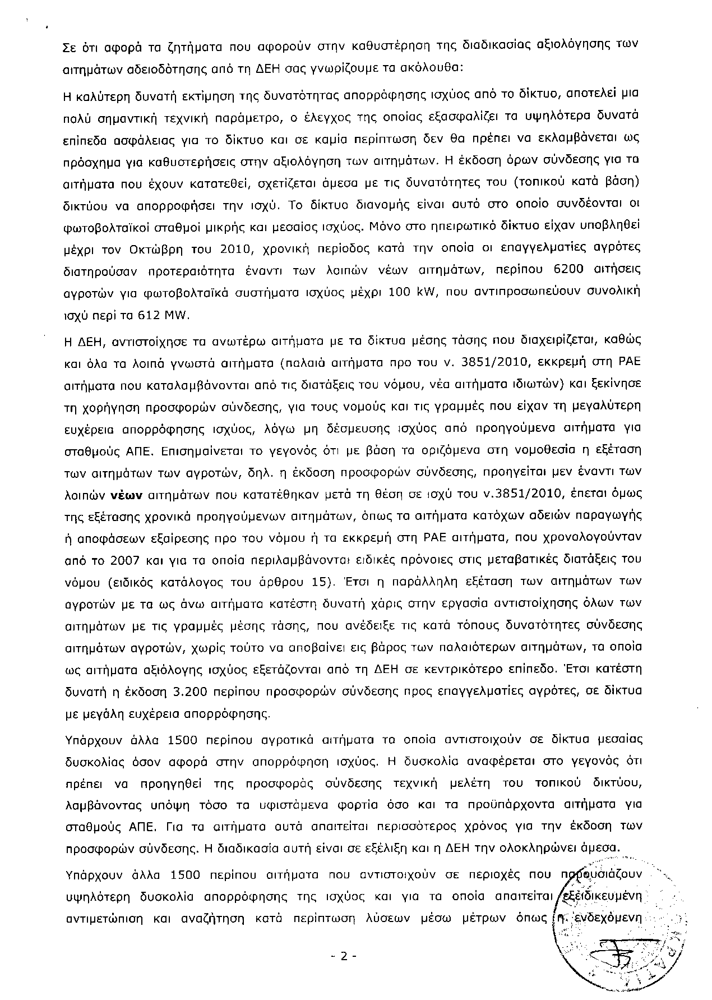 Σε ότι αφορά τα ζητήματα που αφορούν στην καθυστέρηση της διαδικασίας αξιολόγησης των
αιτημάτων αδειοδότησης από τη ΔΕΗ σας γνωρίζουμε τα ακόλουθα:
Η καλύτερη δυνατή εκτίμηση της δυνατότητας απορρόφησης ισχύος από το δίκτυο, αποτελεί μια
πολύ σημαντική τεχνική παράμετρο, ο έλεγχος της οποίας εξασφαλίζει τα υψηλότερα δυνατά
επίπεδα ασφάλειας για το δίκτυο και σε καμία περίπτωση δεν θα πρέπει να εκλαμβάνεται ως
πρόσχημα για καθυστερήσεις στην αξιολόγηση των αιτημάτων. Η έκδοση όρων σύνδεσης για τα
αιτήματα που έχουν κατατεθεί, σχετίζεται άμεσα με τις δυνατότητες του (τοπικού κατά βάση)
δικτύου να απορροφήσει την ισχύ. Το δίκτυο διανομής είναι αυτό στο οποίο συνδέονται οι
φωτοβολταϊκοί σταθμοί μικρής και μεσαίας ισχύος. Μόνο στο ηπειρωτικό δίκτυο είχαν υποβληθεί
μέχρι τον Οκτώβρη του 2010, χρονική περίοδος κατά την οποία οι επαγγελματίες αγρότες
διατηρούσαν προτεραιότητα έναντι των λοιπών νέων αιτημάτων, περίπου 6200 αιτήσεις
αγροτών για φωτοβολταϊκά συστήματα ισχύος μέχρι 100 kW, που αντιπροσωπεύουν συνολική
ισχύ περί τα 612 MW.
Η ΔΕΗ, αντιστοίχησε τα ανωτέρω αιτήματα με τα δίκτυα μέσης τάσης που διαχειρίζεται, καθώς
και όλα τα λοιπά γνωστά αιτήματα (παλαιά αιτήματα προ του ν. 3851/2010, εκκρεμή στη ΡΑΕ
αιτήματα που καταλαμβάνονται από τις διατάξεις του νόμου, νέα αιτήματα ιδιωτών) και ξεκίνησε
τη χορήγηση προσφορών σύνδεσης, για τους νομούς και τις γραμμές που είχαν τη μεγαλύτερη
ευχέρεια απορρόφησης ισχύος, λόγω μη δέσμευσης ισχύος από προηγούμενα αιτήματα για
σταθμούς ΑΠΕ. Επισημαίνεται το γεγονός ότι με βάση τα οριζόμενα στη νομοθεσία η εξέταση
των αιτημάτων των αγροτών, δηλ. η έκδοση προσφορών σύνδεσης, προηγείται μεν έναντι των
λοιπών νέων αιτημάτων που κατατέθηκαν μετά τη θέση σε ισχύ του ν.3851/2010, έπεται όμως
της εξέτασης χρονικά προηγούμενων αιτημάτων, όπως τα αιτήματα κατόχων αδειών παραγωγής
ή αποφάσεων εξαίρεσης προ του νόμου ή τα εκκρεμή στη ΡΑΕ αιτήματα, που χρονολογούνταν
από το 2007 και για τα οποία περιλαμβάνονται ειδικές πρόνοιες στις μεταβατικές διατάξεις του
νόμου (ειδικός κατάλογος του άρθρου 15). Έτσι η παράλληλη εξέταση των αιτημάτων των
αγροτών με τα ως άνω αιτήματα κατέστη δυνατή χάρις στην εργασία αντιστοίχησης όλων των
αιτημάτων με τις γραμμές μέσης τάσης, που ανέδειξε τις κατά τόπους δυνατότητες σύνδεσης
αιτημάτων αγροτών, χωρίς τούτο να αποβαίνει εις βάρος των παλαιότερων αιτημάτων, τα οποία
ως αιτήματα αξιόλογης ισχύος εξετάζονται από τη ΔΕΗ σε κεντρικότερο επίπεδο. Έτσι κατέστη
δυνατή η έκδοση 3.200 περίπου προσφορών σύνδεσης προς επαγγελματίες αγρότες, σε δίκτυα
με μεγάλη ευχέρεια απορρόφησης.
Υπάρχουν άλλα 1500 περίπου αγροτικά αιτήματα τα οποία αντιστοιχούν σε δίκτυα μεσαίας
δυσκολίας όσον αφορά στην απορρόφηση ισχύος. Η δυσκολία αναφέρεται στο γεγονός ότι
πρέπει να προηγηθεί της προσφοράς σύνδεσης τεχνική μελέτη του τοπικού δικτύου,
λαμβάνοντας υπόψη τόσο τα υφιστάμενα φορτία όσο και τα προϋπάρχοντα αιτήματα για
σταθμούς ΑΠΕ. Για τα αιτήματα αυτά απαιτείται περισσότερος χρόνος για την έκδοση των
προσφορών σύνδεσης. Η διαδικασία αυτή είναι σε εξέλιξη και η ΔΕΗ την ολοκληρώνει άμεσα.
Υπάρχουν άλλα 1500 περίπου αιτήματα που αντιστοιχούν σε περιοχές που παρουσιάζουν
υψηλότερη δυσκολία απορρόφησης της ισχύος και για τα οποία απαιτείται εξειδικευμένη
αντιμετώπιση και αναζήτηση κατά περίπτωση λύσεων μέσω μέτρων όπως η ενδεχόμενη
- 2 -